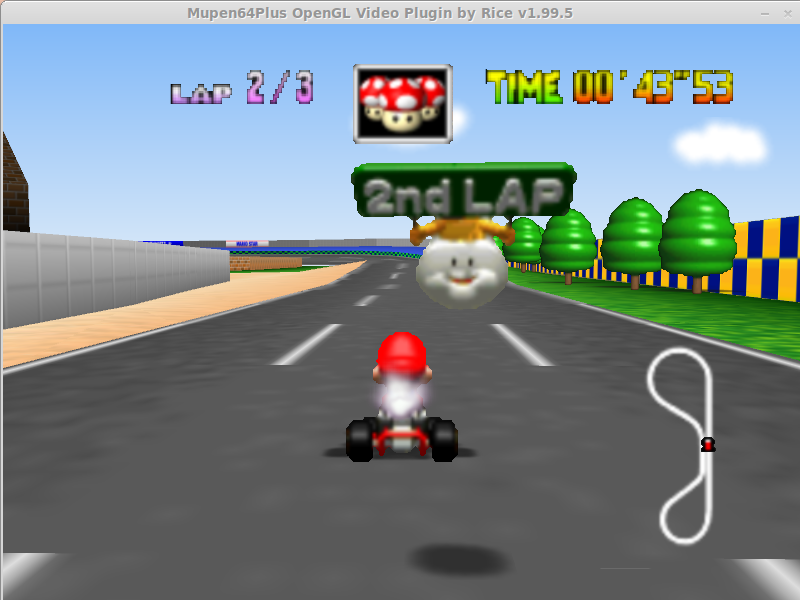 Mupen64Plus OpenGL Video Plugin by Rice v1.99.5
LAP 2/3
TIME 00'43"53
2nd LAP